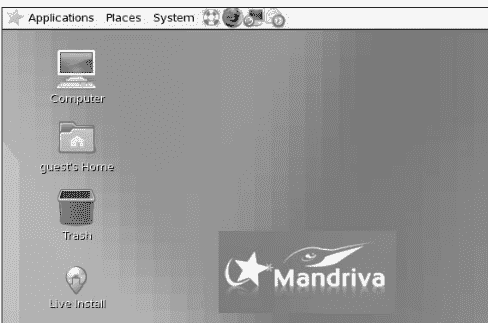 Applications Places System
Computer
guest's Home
Trash
Live Install
Mandriva